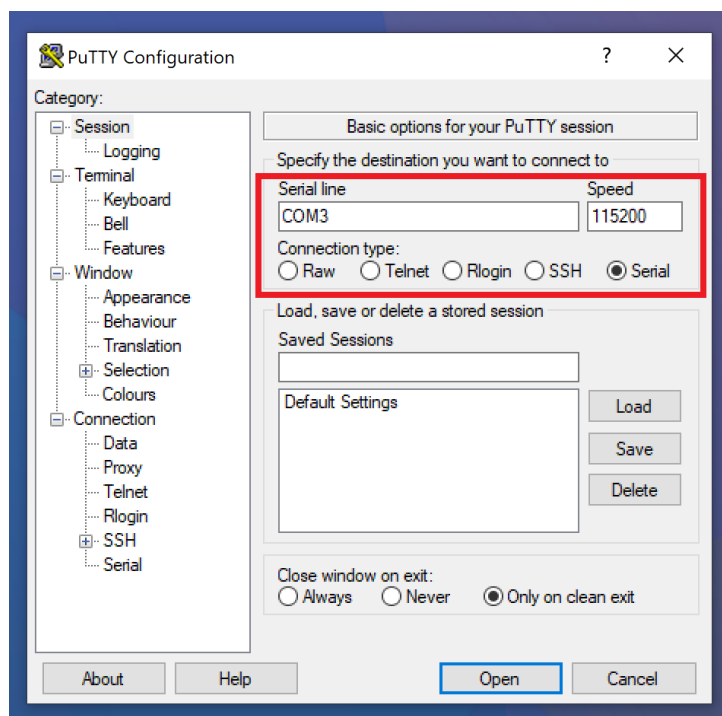 PuTTY Configuration
?
Category:
Session
Logging
Terminal
Keyboard
Bell
Features
Window
Appearance
Behaviour
Translation
Selection
Colours
Connection
Data
Proxy
Telnet
Rlogin
SSH
Serial
Basic options for your PuTTY session
Specify the destination you want to connect to
Serial line Speed
COM3 115200
Connection type:
Raw Telnet Rlogin SSH Serial
Load, save or delete a stored session
Saved Sessions
Default Settings
Load
Save
Delete
Close window on exit:
Always Never Only on clean exit
About Help Open Cancel